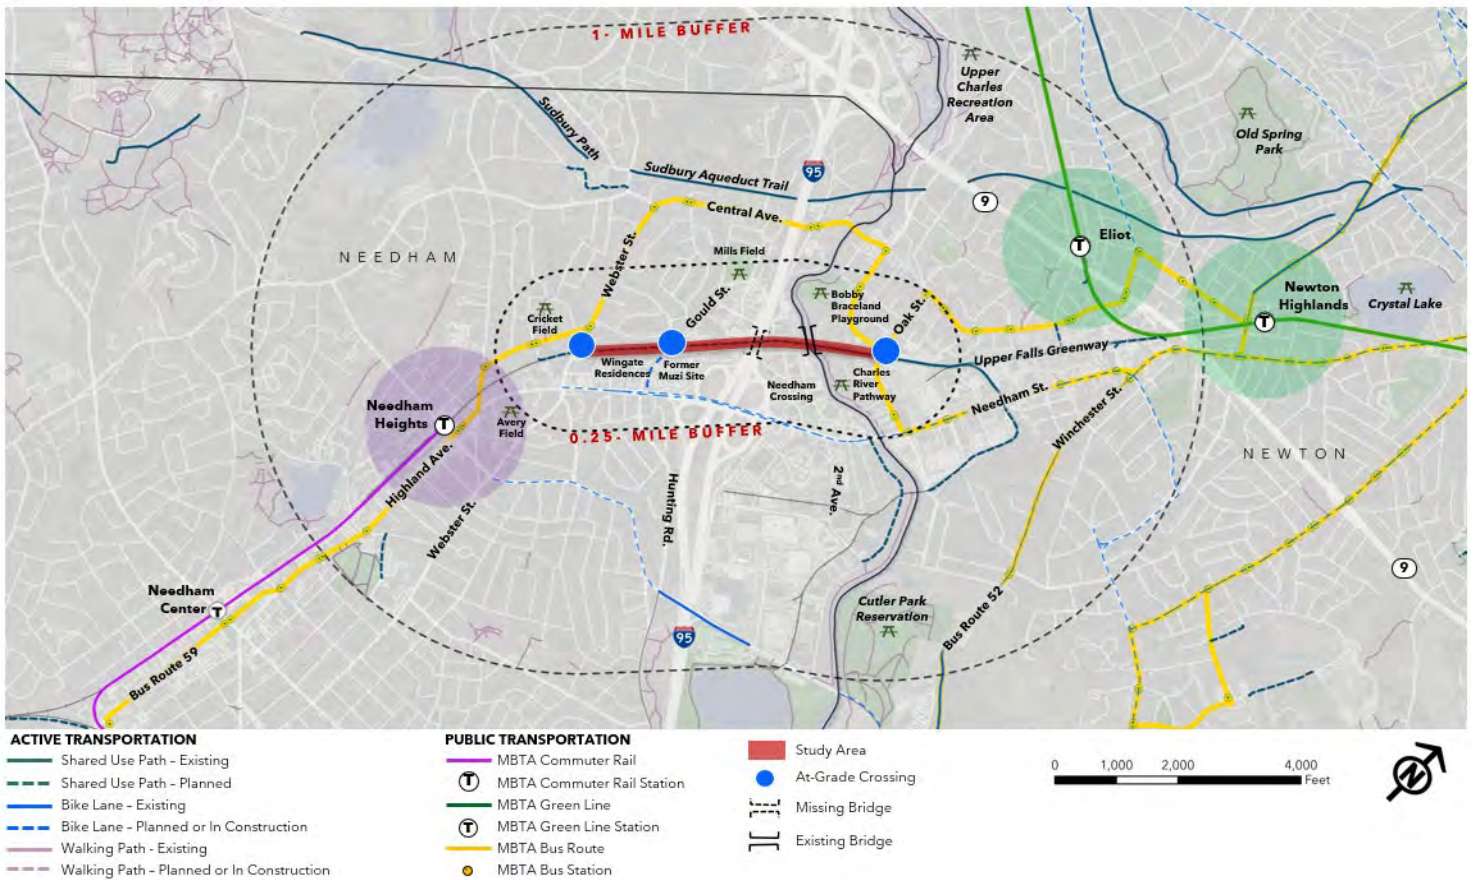 1- MILE BUFFER
Upper
Charles
Recreation
Area
Sudbury Path
Old Spring
Park
Sudbury Aqueduct Trail
95
9
Central Ave.
Eliot
T
NEEDHAM
Webster St.
Mills Field
Gould St.
Bobby
Braceland
Playground
Oak St.
Newton
Highlands
T
Crystal Lake
Cricket
Field
Wingate
Residences
Former
Muzi Site
Upper Falls Greenway
Needham
Crossing
Charles
River
Pathway
Needham St.
Winchester St.
Needham
Heights
T
Avery
Field
0.25- MILE BUFFER
NEWTON
Highland Ave.
Webster St.
Hunting Rd.
2nd Ave.
9
Needham
Center
T
Cutler Park
Reservation
Bus Route 52
95
Bus Route 59
ACTIVE TRANSPORTATION
Shared Use Path – Existing
Shared Use Path – Planned
Bike Lane – Existing
Bike Lane – Planned or In Construction
Walking Path - Existing
Walking Path – Planned or In Construction
PUBLIC TRANSPORTATION
MBTA Commuter Rail
T MBTA Commuter Rail Station
MBTA Green Line
T MBTA Green Line Station
MBTA Bus Route
MBTA Bus Station
Study Area
At-Grade Crossing
Missing Bridge
Existing Bridge
0 1,000 2,000 4,000
Feet
N